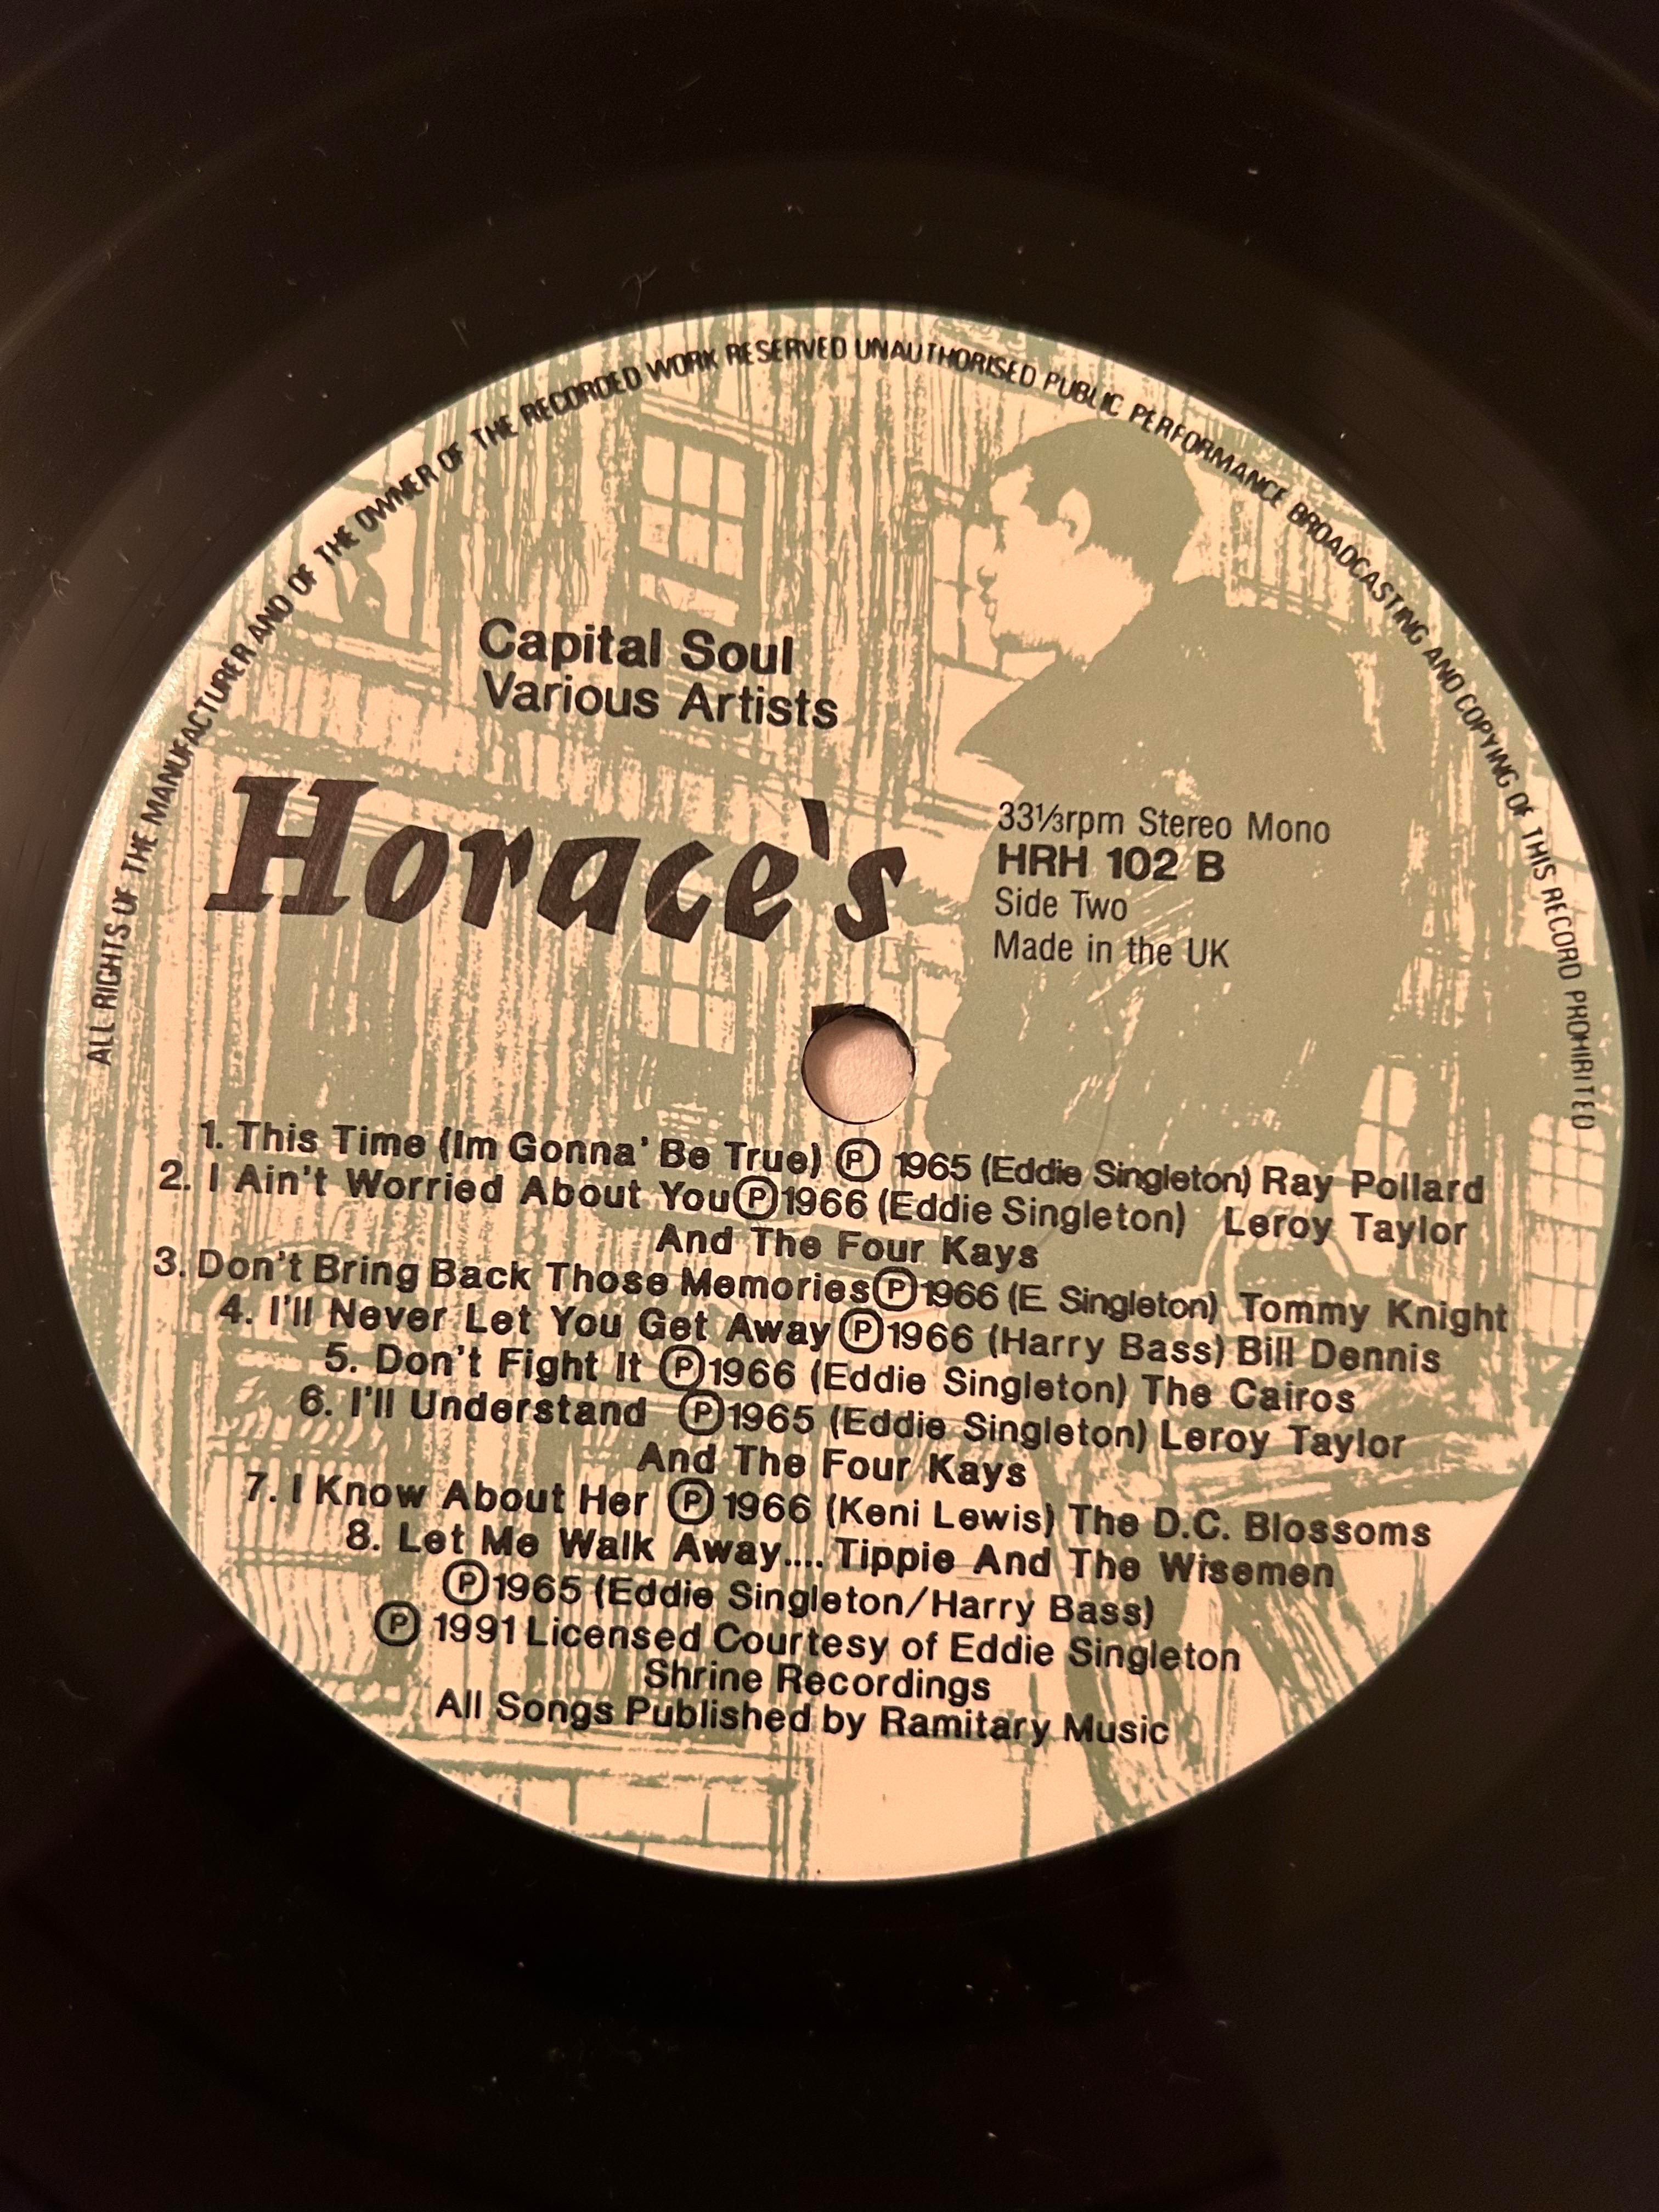 ALL RIGHTS OF THE MANUFACTURER AND OF THE OWNER OF THE RECORDED WORK RESERVED UNAUTHORISED PUBLIC PERFORMANCE BROADCASTING AND COPYING OF THIS RECORD PROHIBITED
Capital Soul
Various Artists
Horace's
33⅓rpm Stereo Mono
HRH 102 B
Side Two
Made in the UK
1. This Time (Im Gonna' Be True) Ⓟ 1965 (Eddie Singleton) Ray Pollard
2. I Ain't Worried About You Ⓟ 1966 (Eddie Singleton) Leroy Taylor
And The Four Kays
3. Don't Bring Back Those Memories Ⓟ 1966 (E Singleton) Tommy Knight
4. I'll Never Let You Get Away Ⓟ 1966 (Harry Bass) Bill Dennis
5. Don't Fight It Ⓟ 1966 (Eddie Singleton) The Cairos
6. I'll Understand Ⓟ 1965 (Eddie Singleton) Leroy Taylor
And The Four Kays
7. I Know About Her Ⓟ 1966 (Keni Lewis) The D.C. Blossoms
8. Let Me Walk Away.... Tippie And The Wisemen
Ⓟ 1965 (Eddie Singleton/Harry Bass)
Ⓟ 1991 Licensed Courtesy of Eddie Singleton
Shrine Recordings
All Songs Published by Ramitary Music